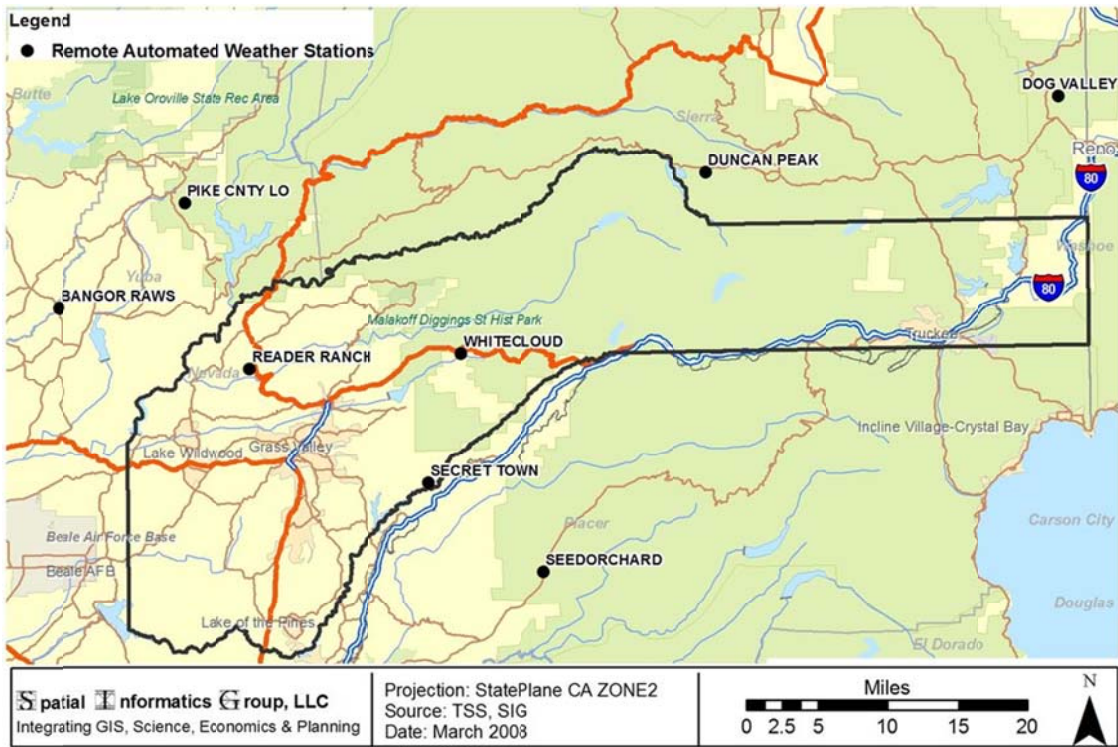 Legend
Remote Automated Weather Stations
Butte
Lake Oroville State Rec Area
DOG VALLEY
Sierra
Reno
DUNCAN PEAK
80
PIKE CNTY LO
Washoe
Yuba
80
BANGOR RAWS
Malakoff Diggings St Hist Park
Truckee
WHITECLOUD
READER RANCH
Nevada
Incline Village-Crystal Bay
Grass Valley
Lake Wildwood
SECRET TOWN
Carson City
Placer
Beale Air Force Base
SEEDORCHARD
Beale AFB
Douglas
Lake of the Pines
El Dorado
Spatial Informatics Group, LLC
Integrating GIS, Science, Economics & Planning
Projection: StatePlane CA ZONE2
Source: TSS, SIG
Date: March 2008
Miles
0 2.5 5 10 15 20
N